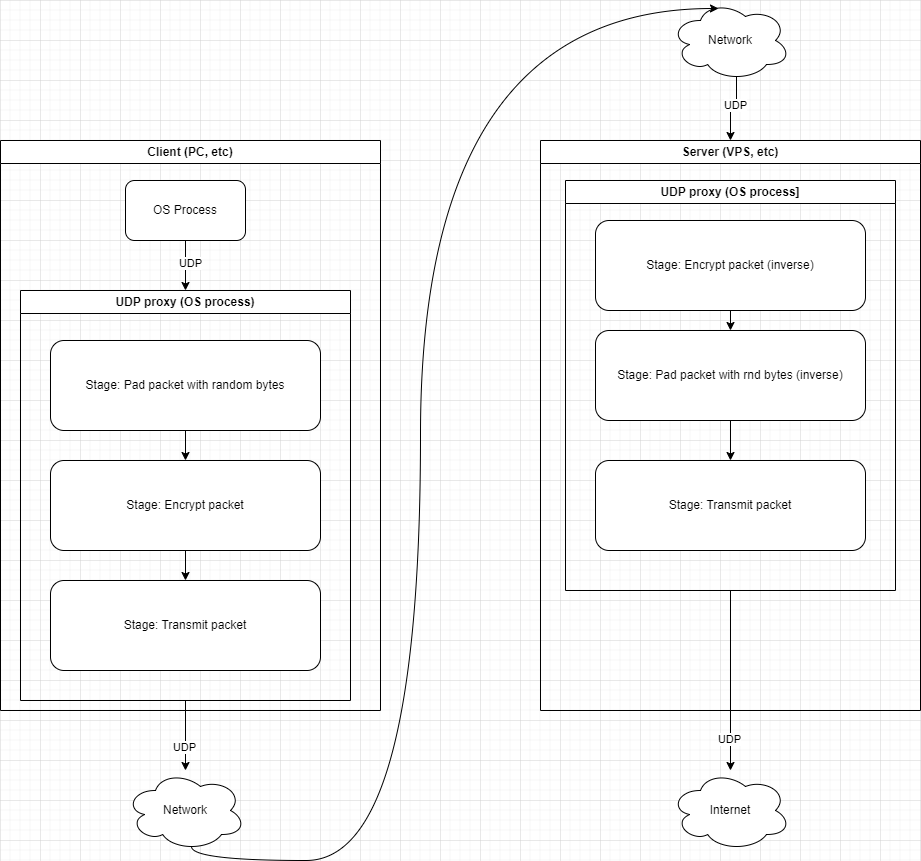 Client (PC, etc)
OS Process
UDP
UDP proxy (OS process)
Stage: Pad packet with random bytes
Stage: Encrypt packet
Stage: Transmit packet
UDP
Network
Network
UDP
Server (VPS, etc)
UDP proxy (OS process]
Stage: Encrypt packet (inverse)
Stage: Pad packet with rnd bytes (inverse)
Stage: Transmit packet
UDP
Internet